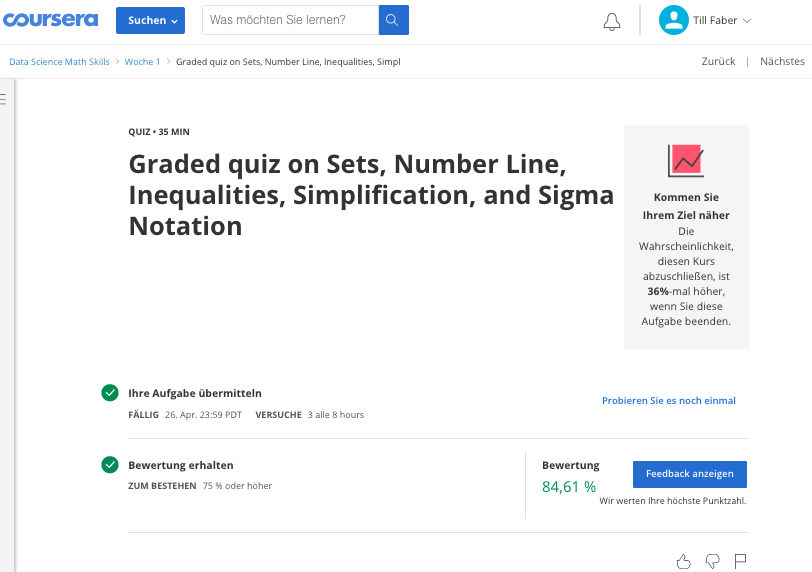 coursera
Suchen
Was möchten Sie lernen?
Till Faber
Data Science Math Skills > Woche 1 > Graded quiz on Sets, Number Line, Inequalities, Simpl
Zurück | Nächstes
QUIZ • 35 MIN
Graded quiz on Sets, Number Line,
Inequalities, Simplification, and Sigma
Notation
Kommen Sie
Ihrem Ziel näher
Die
Wahrscheinlichkeit,
diesen Kurs
abzuschließen, ist
36%-mal höher,
wenn Sie diese
Aufgabe beenden.
Ihre Aufgabe übermitteln
FÄLLIG 26. Apr. 23:59 PDT VERSUCHE 3 alle 8 hours
Probieren Sie es noch einmal
Bewertung erhalten
ZUM BESTEHEN 75 % oder höher
Bewertung
84,61 %
Feedback anzeigen
Wir werten Ihre höchste Punktzahl.